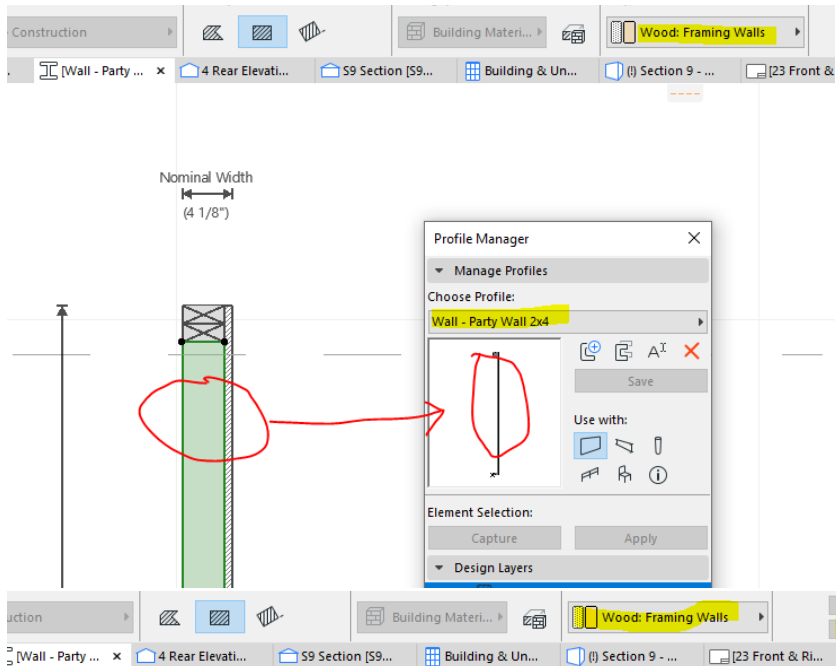 Construction
Building Materi...
Wood: Framing Walls
[Wall - Party ... ×
4 Rear Elevati...
S9 Section [S9...
Building & Un...
(!) Section 9 - ...
[23 Front &
Nominal Width
(4 1/8")
Profile Manager
Manage Profiles
Choose Profile:
Wall - Party Wall 2x4
Save
Use with:
Element Selection:
Capture
Apply
Design Layers
uction
Building Materi...
Wood: Framing Walls
[Wall - Party ... ×
4 Rear Elevati...
S9 Section [S9...
Building & Un...
(!) Section 9 - ...
[23 Front & Ri...